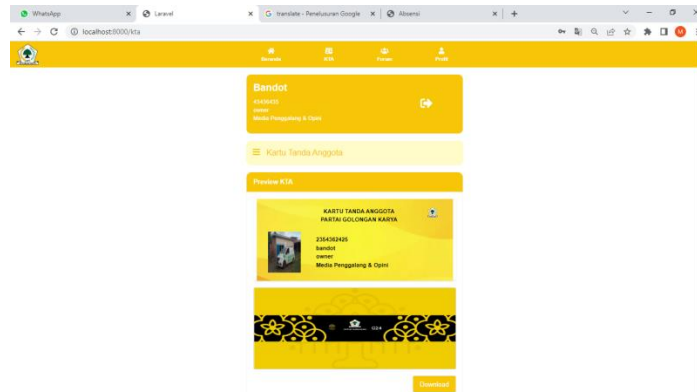 WhatsApp
Laravel
translate - Penelusuran Google
Absensi
localhost:8000/kta
Beranda
KTA
Forum
Profil
Bandot
owner
Media Penggalang & Opini
Kartu Tanda Anggota
Preview KTA
KARTU TANDA ANGGOTA
PARTAI GOLONGAN KARYA
2354382425
bandot
owner
Media Penggalang & Opini
Download